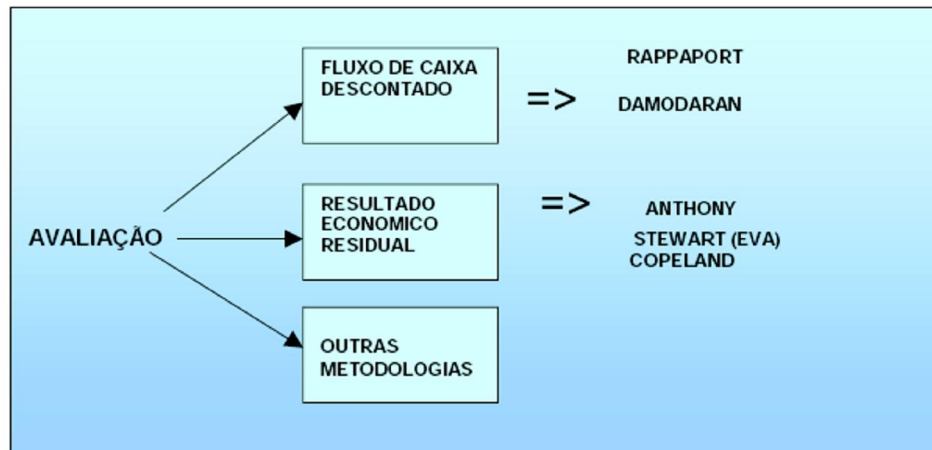 FLUXO DE CAIXA
DESCONTADO
=>
RAPPAPORT
DAMODARAN
AVALIAÇÃO
RESULTADO
ECONOMICO
RESIDUAL
=>
ANTHONY
STEWART (EVA)
COPELAND
OUTRAS
METODOLOGIAS